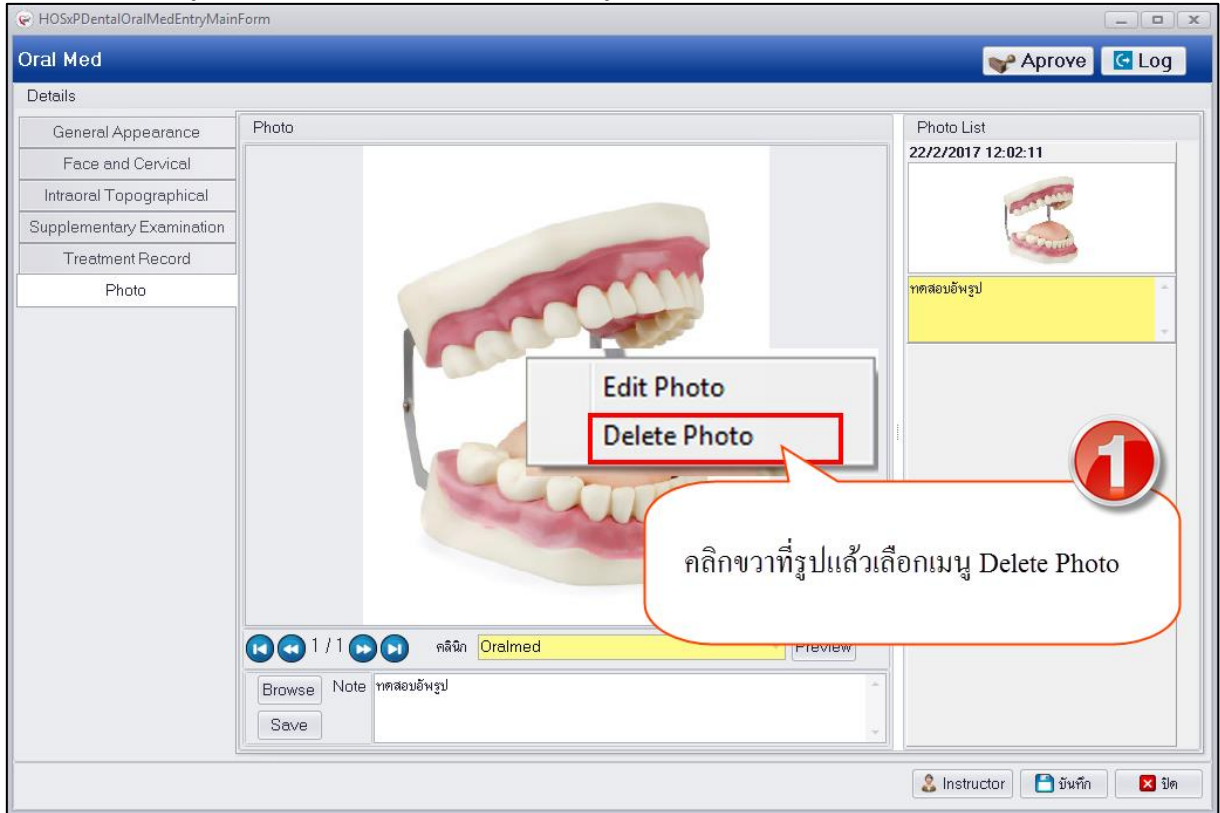 HOSxPDentalOralMedEntryMainForm
Oral Med
Aprove
Log
Details
General Appearance
Face and Cervical
Intraoral Topographical
Supplementary Examination
Treatment Record
Photo
Photo
Photo List
22/2/2017 12:02:11
ทดสอบอัพรูป
Edit Photo
Delete Photo
1
คลิกขวาที่รูปแล้วเลือกเมนู Delete Photo
1 / 1
คลินิก
Oralmed
Preview
Browse
Note
ทดสอบอัพรูป
Save
Instructor
บันทึก
ปิด